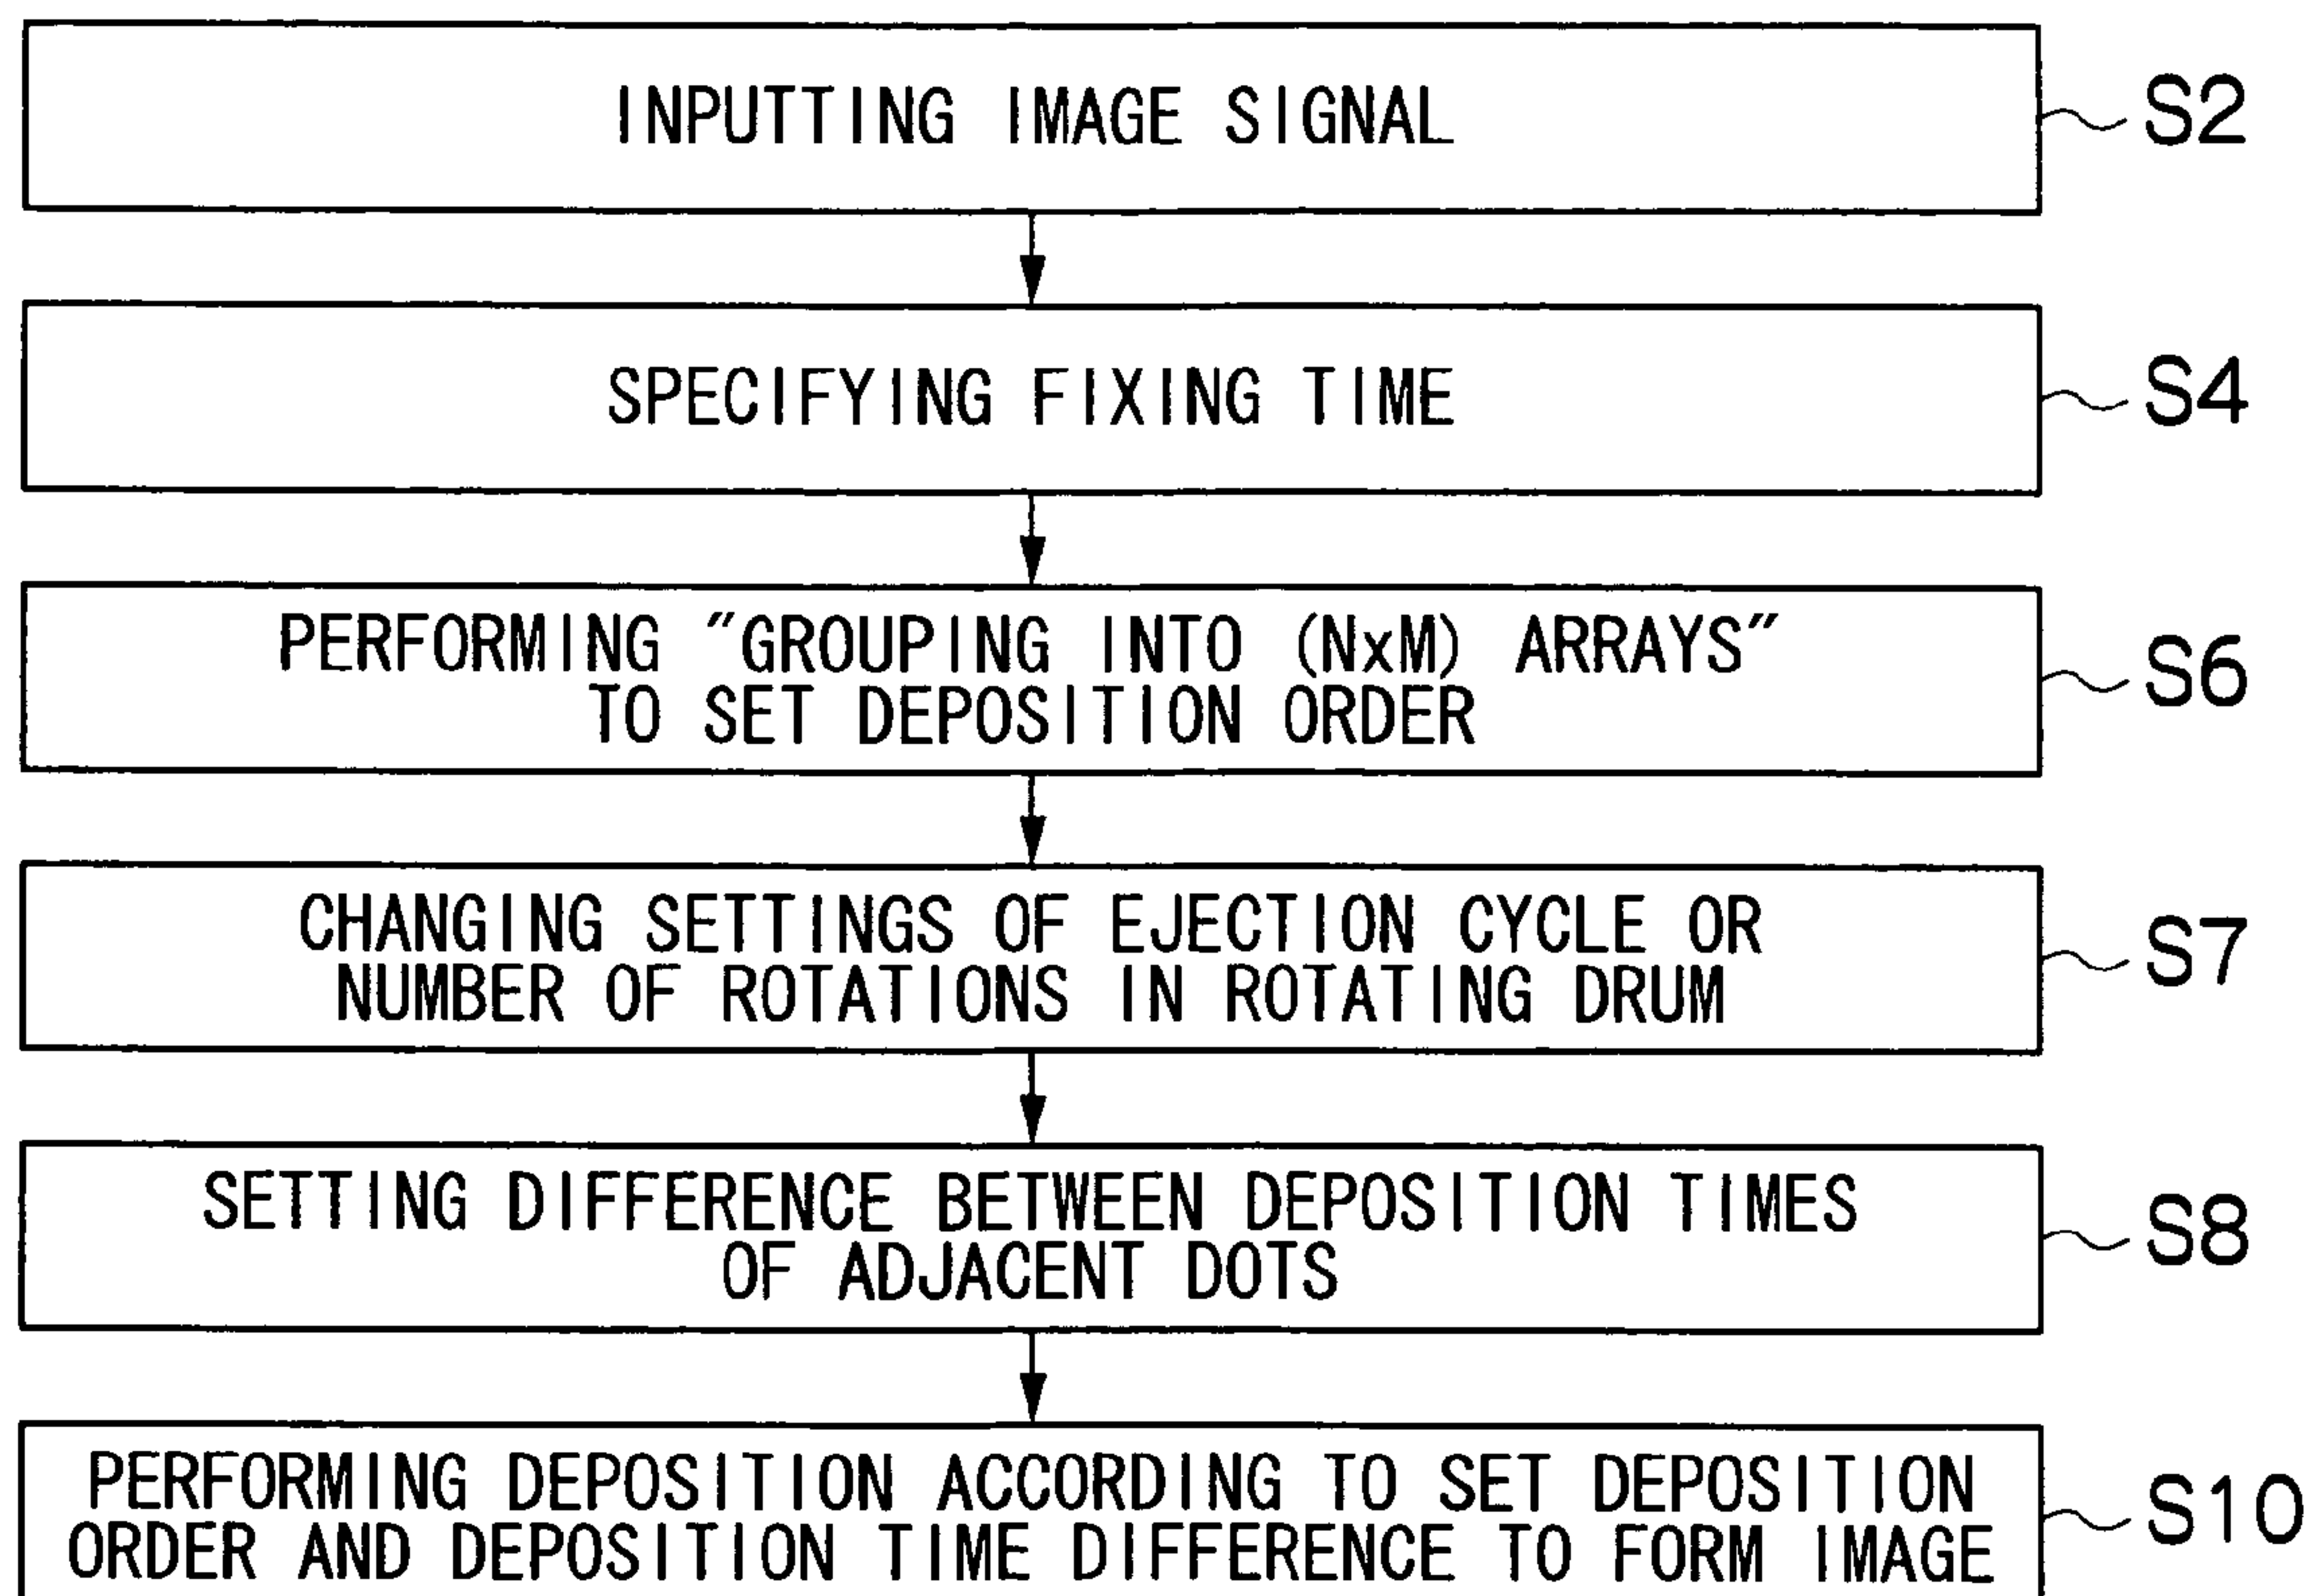 INPUTTING IMAGE SIGNAL
S2
SPECIFYING FIXING TIME
S4
PERFORMING "GROUPING INTO (NxM) ARRAYS"
TO SET DEPOSITION ORDER
S6
CHANGING SETTINGS OF EJECTION CYCLE OR
NUMBER OF ROTATIONS IN ROTATING DRUM
S7
SETTING DIFFERENCE BETWEEN DEPOSITION TIMES
OF ADJACENT DOTS
S8
PERFORMING DEPOSITION ACCORDING TO SET DEPOSITION
ORDER AND DEPOSITION TIME DIFFERENCE TO FORM IMAGE
S10